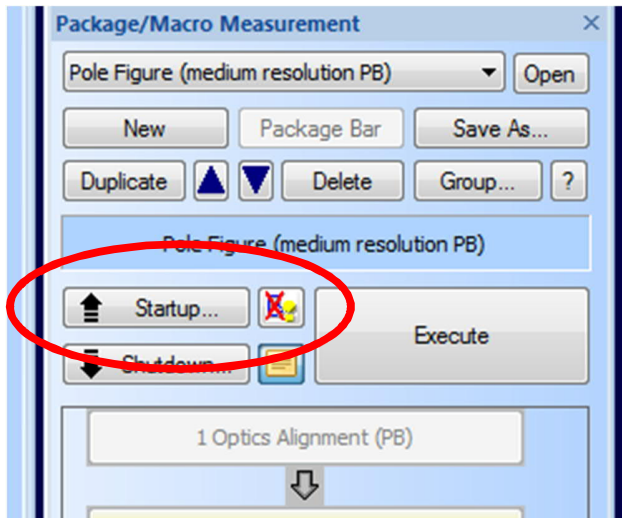 Package/Macro Measurement
Pole Figure (medium resolution PB) Open
New Package Bar Save As...
Duplicate Delete Group... ?
Pole Figure (medium resolution PB)
Startup...
Execute
Shutdown...
1 Optics Alignment (PB)